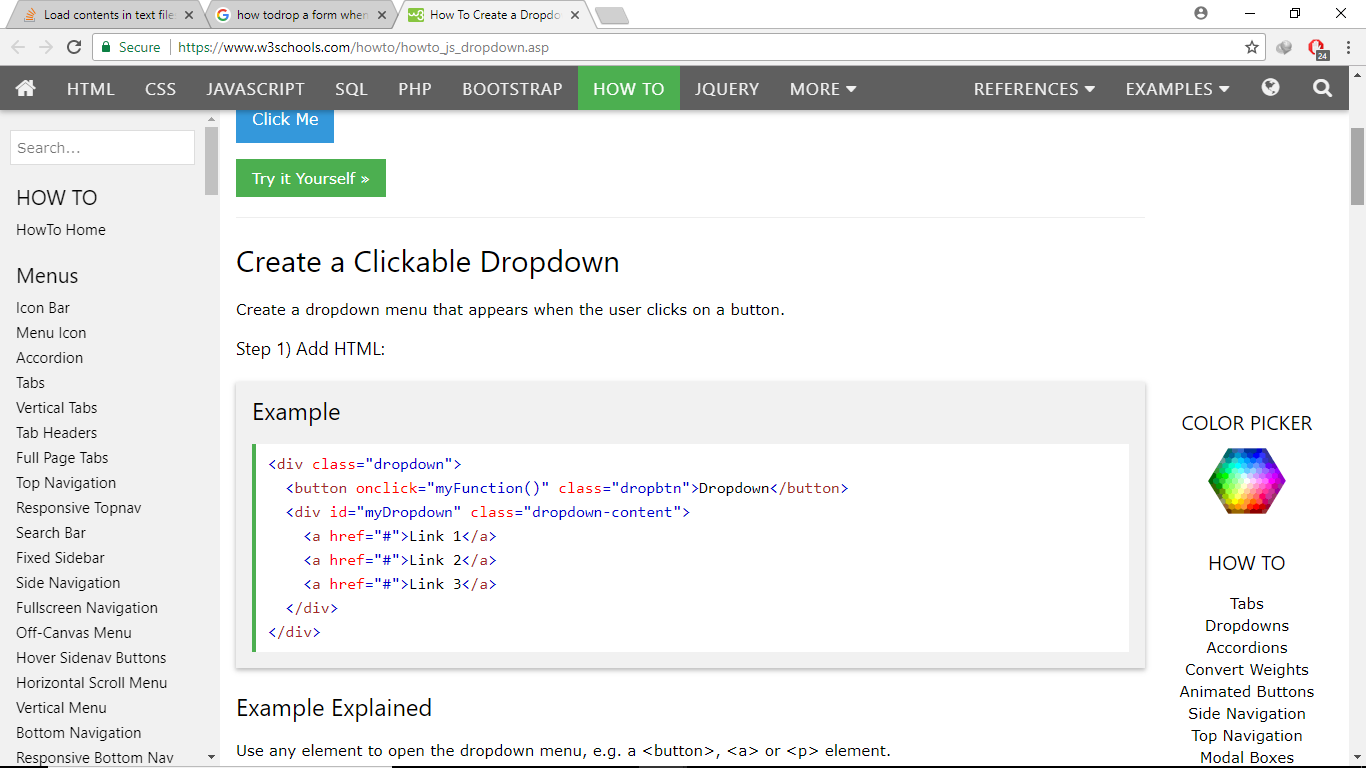 Load contents in text file
how todrop a form when
How To Create a Dropdo
Secure
https://www.w3schools.com/howto/howto_js_dropdown.asp
24
HTML CSS JAVASCRIPT SQL PHP BOOTSTRAP HOW TO JQUERY MORE REFERENCES EXAMPLES
Search...
HOW TO
HowTo Home
Menus
Icon Bar
Menu Icon
Accordion
Tabs
Vertical Tabs
Tab Headers
Full Page Tabs
Top Navigation
Responsive Topnav
Search Bar
Fixed Sidebar
Side Navigation
Fullscreen Navigation
Off-Canvas Menu
Hover Sidenav Buttons
Horizontal Scroll Menu
Vertical Menu
Bottom Navigation
Responsive Bottom Nav
Click Me
Try it Yourself »
Create a Clickable Dropdown
Create a dropdown menu that appears when the user clicks on a button.
Step 1) Add HTML:
Example
<div class="dropdown">
  <button onclick="myFunction()" class="dropbtn">Dropdown</button>
  <div id="myDropdown" class="dropdown-content">
    <a href="#">Link 1</a>
    <a href="#">Link 2</a>
    <a href="#">Link 3</a>
  </div>
</div>
Example Explained
Use any element to open the dropdown menu, e.g. a <button>, <a> or <p> element.
COLOR PICKER
HOW TO
Tabs
Dropdowns
Accordions
Convert Weights
Animated Buttons
Side Navigation
Top Navigation
Modal Boxes